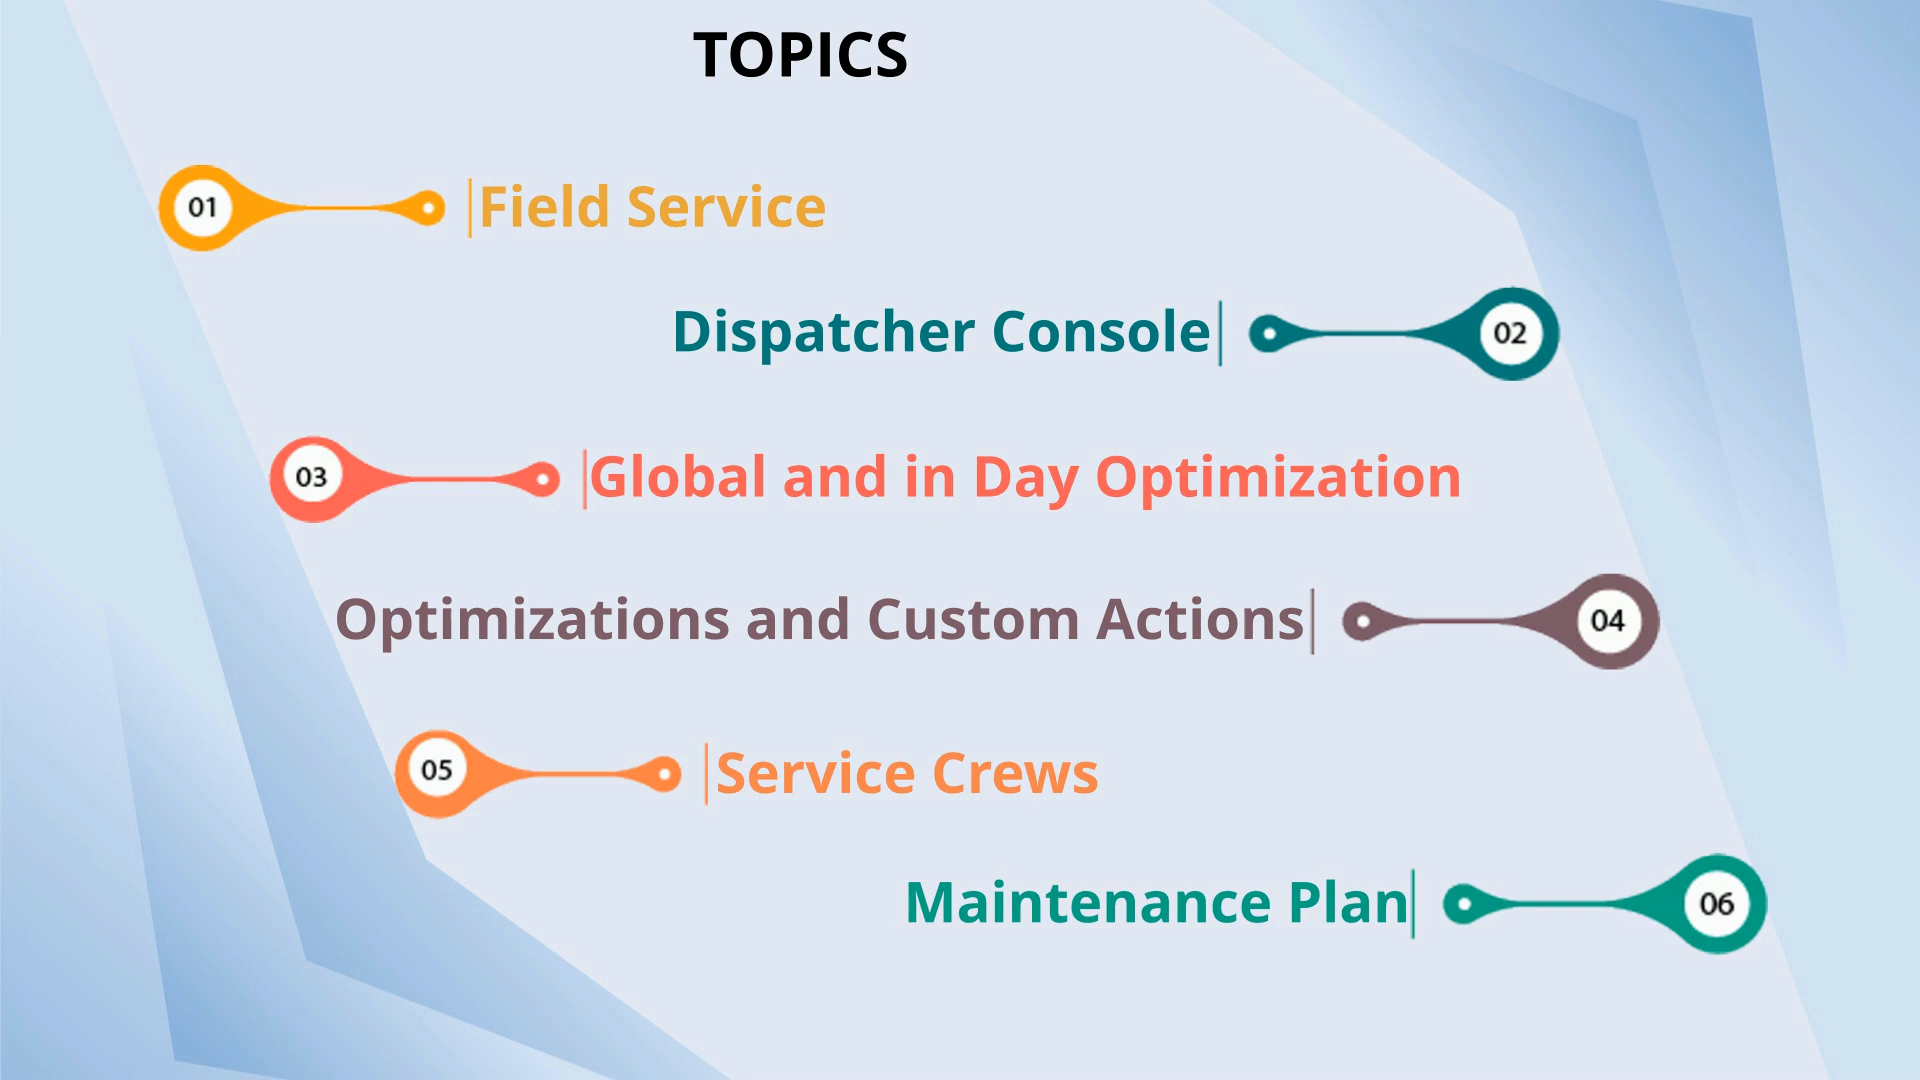 TOPICS
01 Field Service
Dispatcher Console 02
03 Global and in Day Optimization
Optimizations and Custom Actions 04
05 Service Crews
Maintenance Plan 06